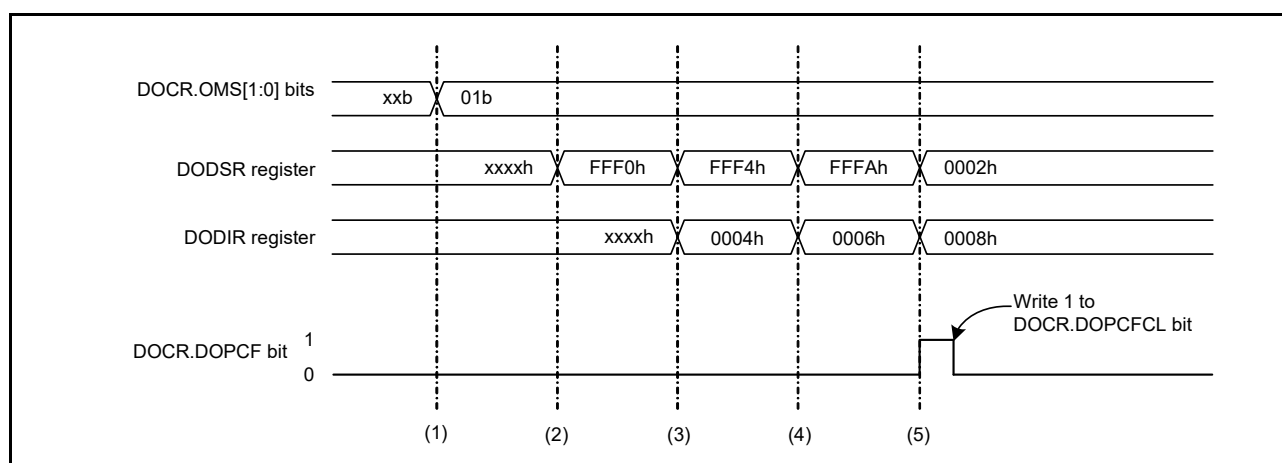 DOCR.OMS[1:0] bits
xxb
01b
DODSR register
xxxxh
FFF0h
FFF4h
FFFAh
0002h
DODIR register
xxxxh
0004h
0006h
0008h
Write 1 to
DOCR.DOPCFCL bit
DOCR.DOPCF bit
1
0
(1)
(2)
(3)
(4)
(5)